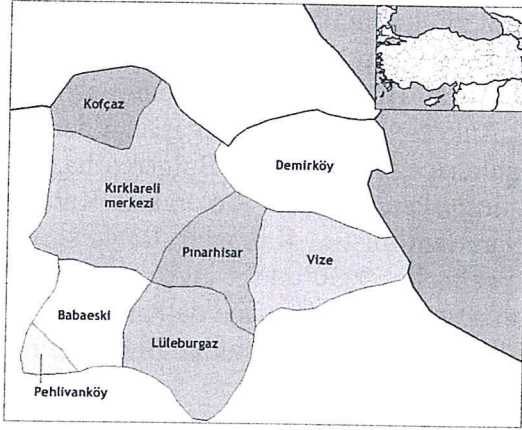 Kofçaz
Demirköy
Kırklareli
merkezi
Pınarhisar
Vize
Babaeski
Lüleburgaz
Pehlivanköy